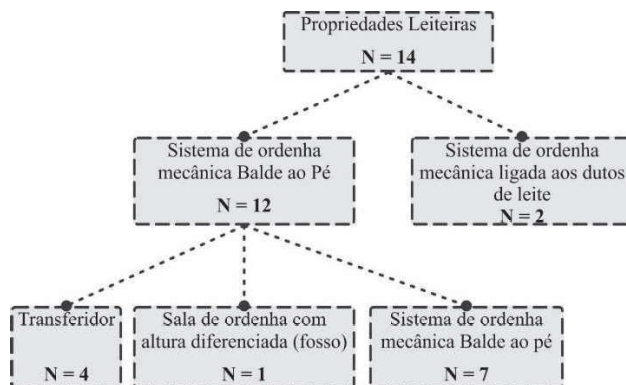 Propriedades Leiteiras
N = 14
Sistema de ordenha
mecânica Balde ao Pé
N = 12
Sistema de ordenha
mecânica ligada aos dutos
de leite
N = 2
Transferidor
N = 4
Sala de ordenha com
altura diferenciada (fosso)
N = 1
Sistema de ordenha
mecânica Balde ao pé
N = 7